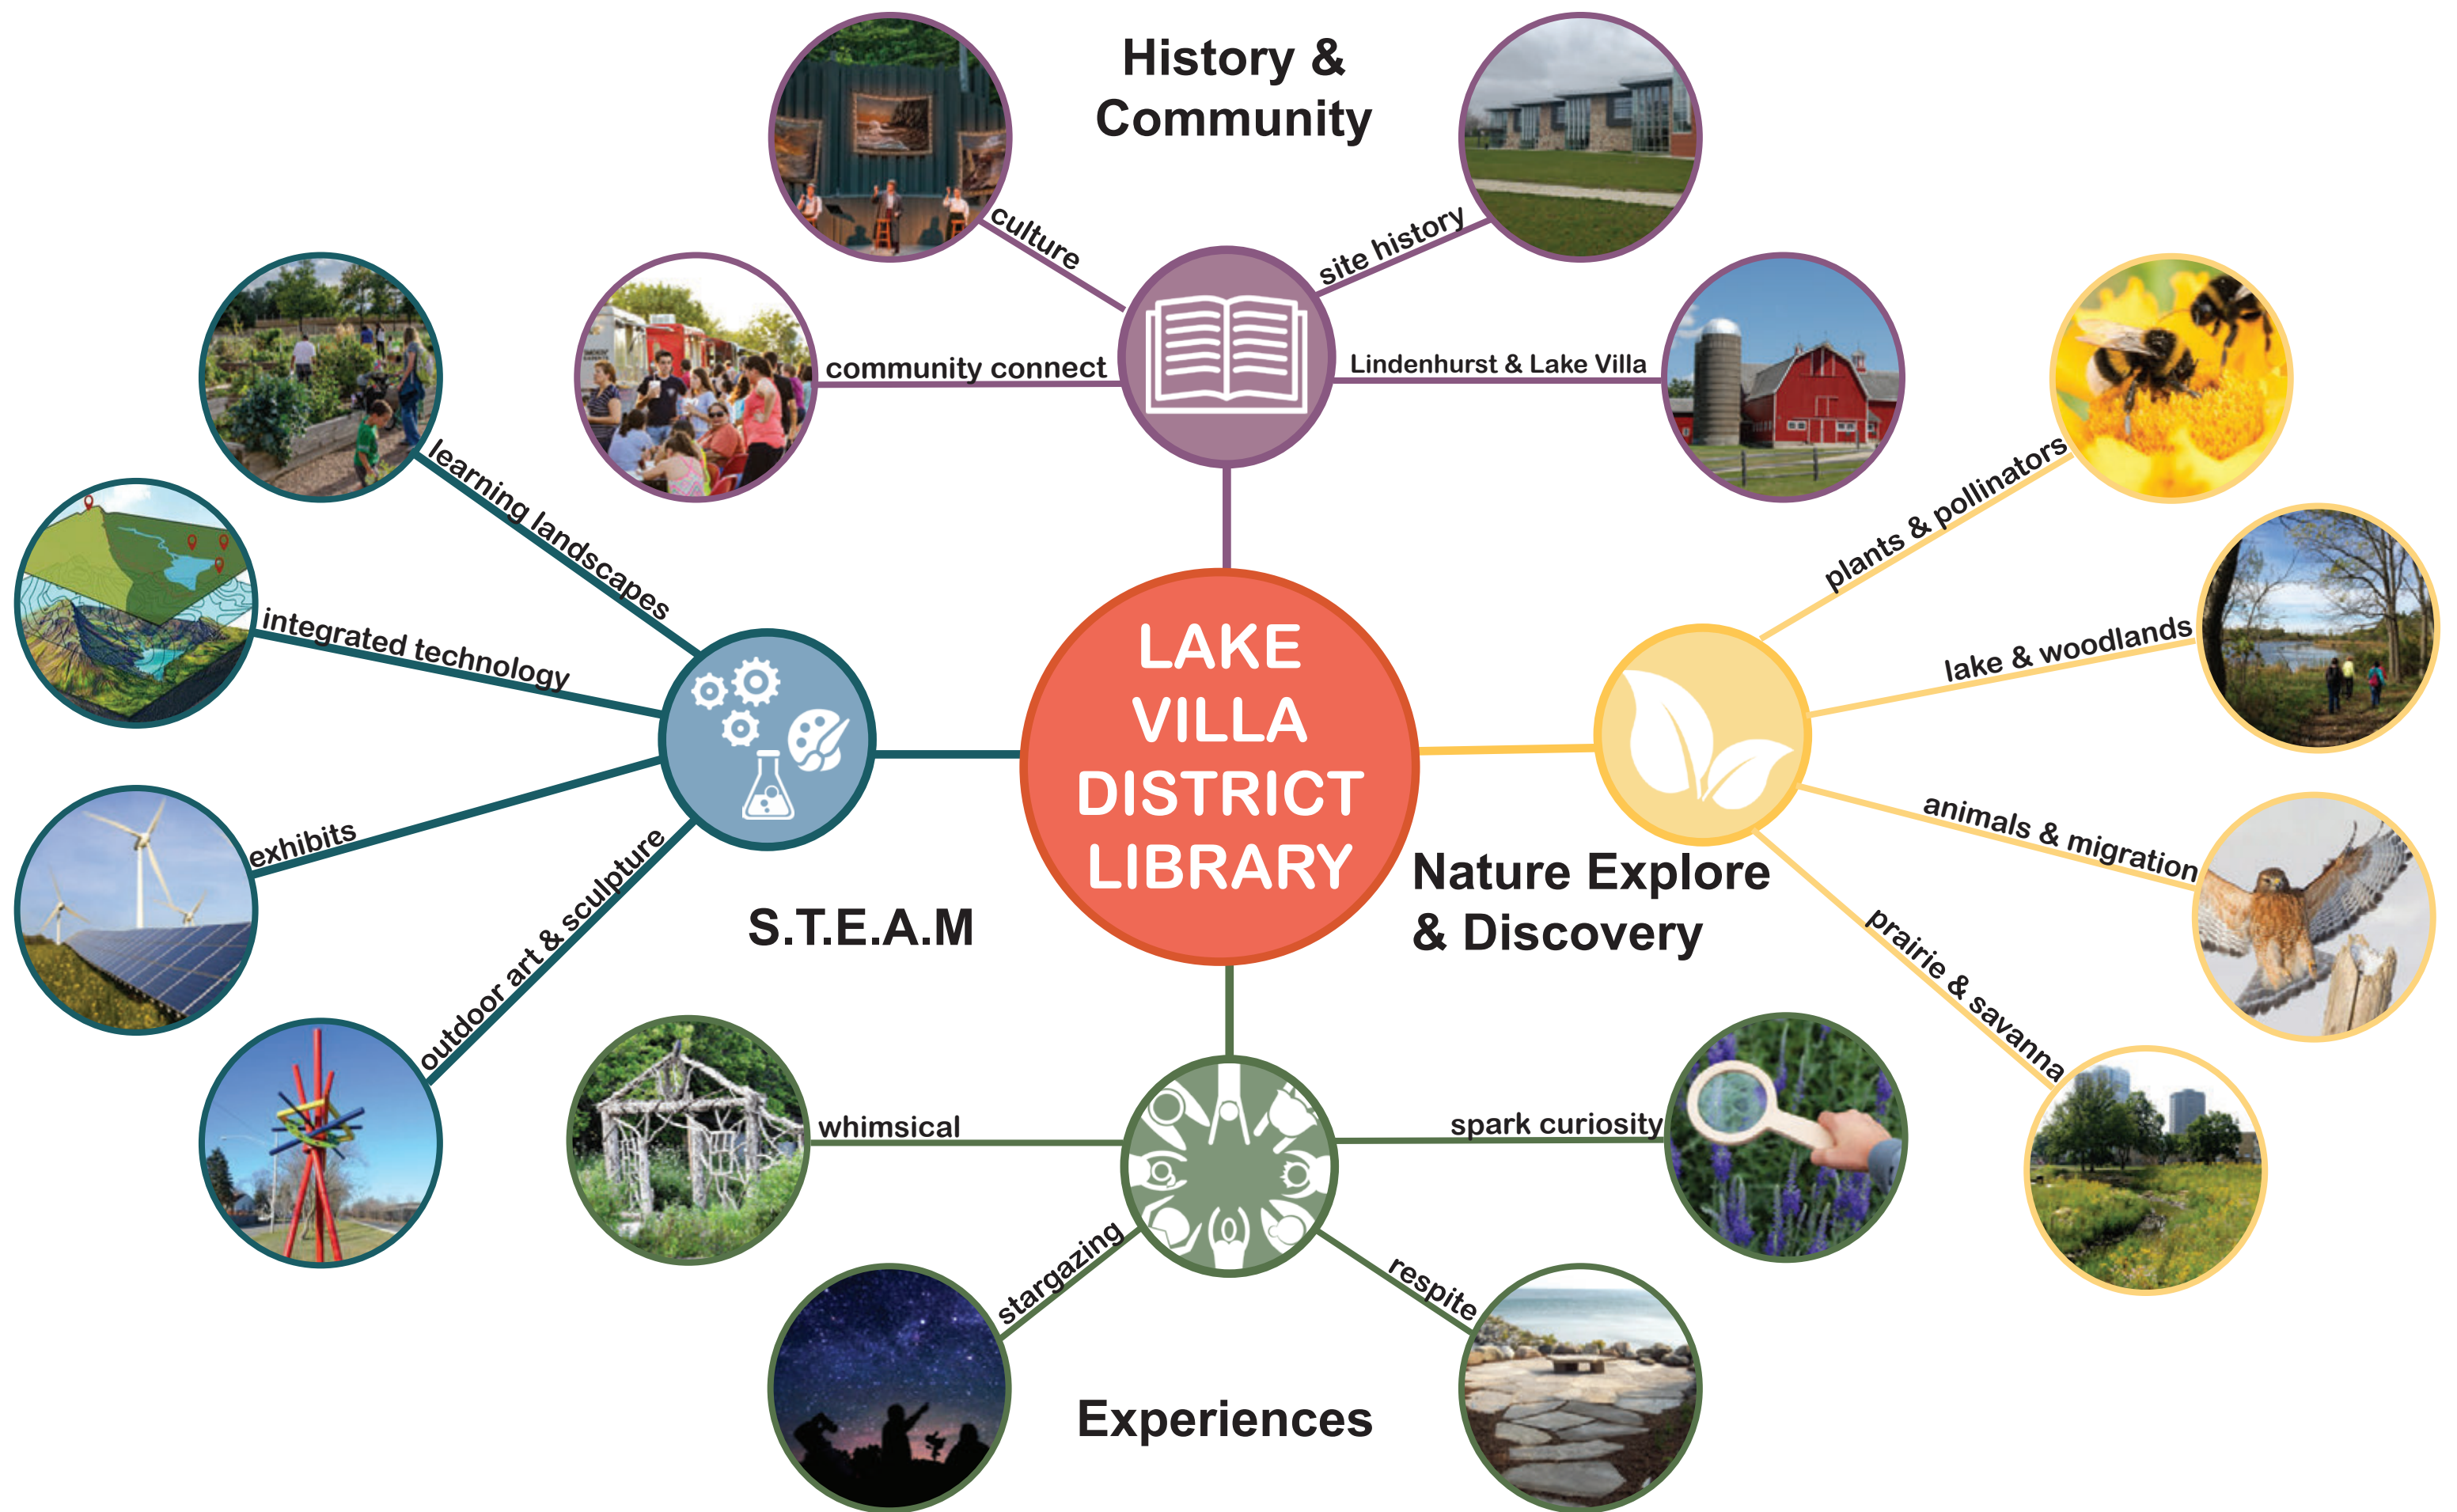 History &
Community
culture
site history
community connect
Lindenhurst & Lake Villa
learning landscapes
integrated technology
exhibits
outdoor art & sculpture
S.T.E.A.M
LAKE
VILLA
DISTRICT
LIBRARY
plants & pollinators
lake & woodlands
animals & migration
prairie & savanna
Nature Explore
& Discovery
whimsical
spark curiosity
stargazing
respite
Experiences